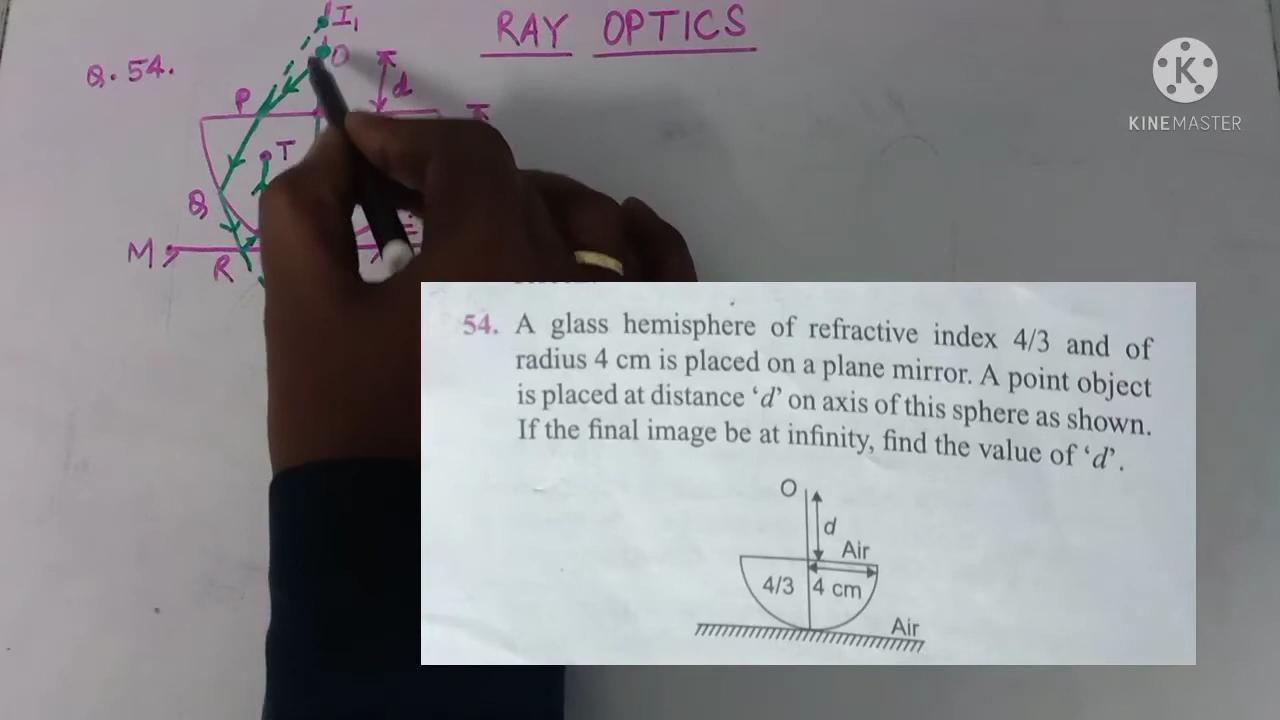 RAY OPTICS
Q. 54.
I₁
O
d
P
T
Q
M
R
KINEMASTER
54. A glass hemisphere of refractive index 4/3 and of
radius 4 cm is placed on a plane mirror. A point object
is placed at distance ‘d’ on axis of this sphere as shown.
If the final image be at infinity, find the value of ‘d’.
O
d
Air
4/3 4 cm
Air